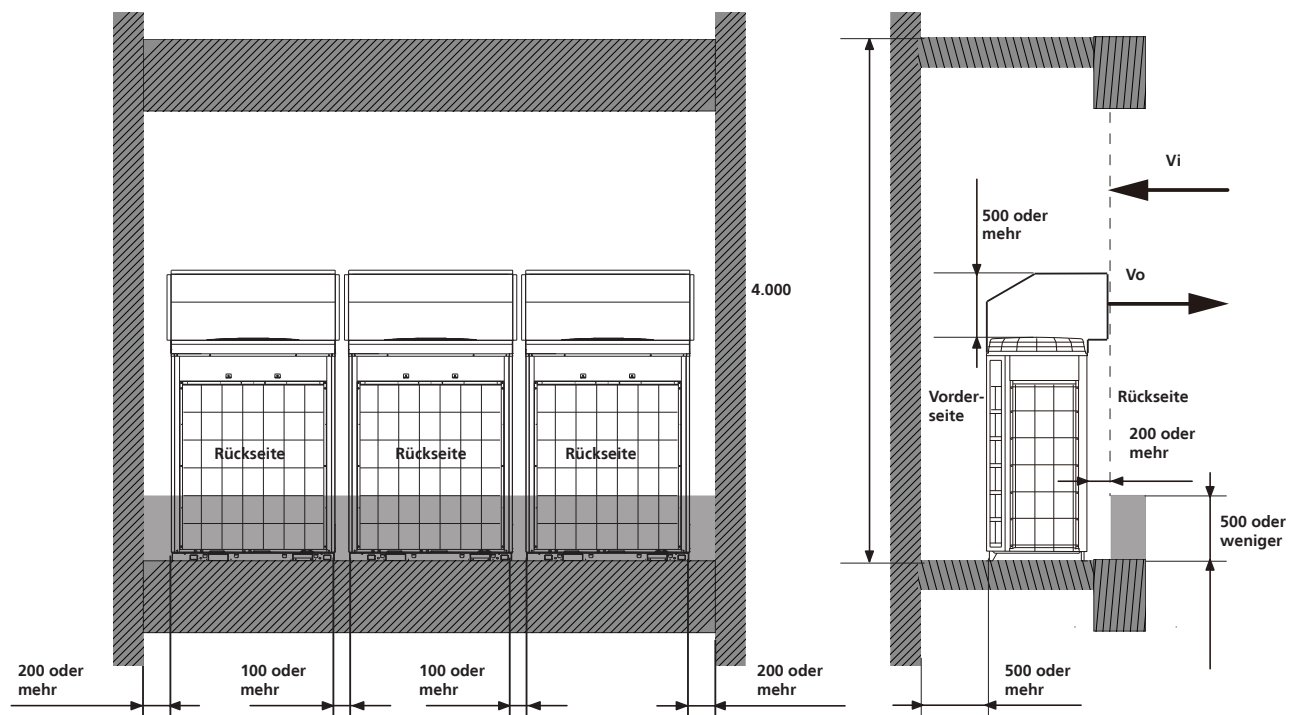 Vi
500 oder
mehr
Vo
4.000
Vorder-
seite
Rückseite
200 oder
mehr
Rückseite
Rückseite
Rückseite
500 oder
weniger
200 oder
mehr
100 oder
mehr
100 oder
mehr
200 oder
mehr
500 oder
mehr